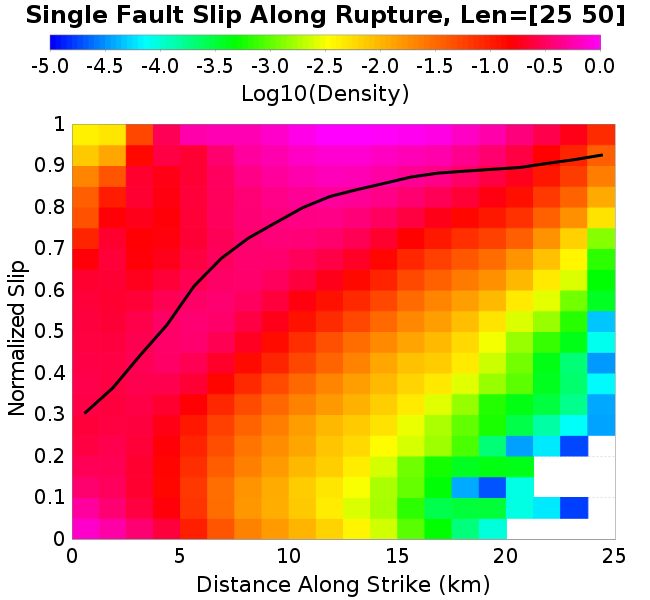 Single Fault Slip Along Rupture, Len=[25 50]
-5.0 -4.5 -4.0 -3.5 -3.0 -2.5 -2.0 -1.5 -1.0 -0.5 0.0
Log10(Density)
1
0.9
0.8
0.7
0.6
0.5
0.4
0.3
0.2
0.1
0
Normalized Slip
0 5 10 15 20 25
Distance Along Strike (km)